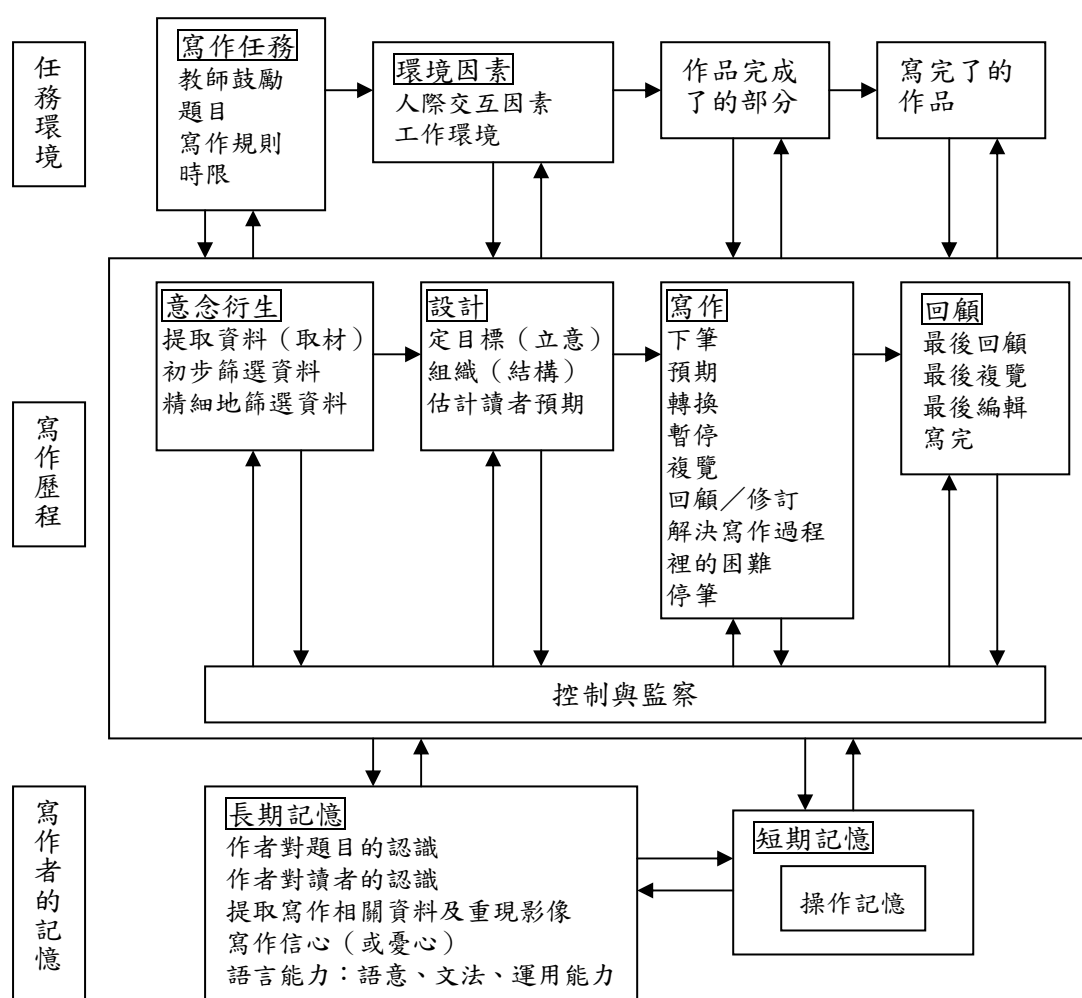 任務環境
寫作任務
教師鼓勵
題目
寫作規則
時限
環境因素
人際交互因素
工作環境
作品完成
了的部分
寫完了的
作品
寫作歷程
意念衍生
提取資料（取材）
初步篩選資料
精細地篩選資料
設計
定目標（立意）
組織（結構）
估計讀者預期
寫作
下筆
預期
轉換
暫停
複覽
回顧／修訂
解決寫作過程
裡的困難
停筆
回顧
最後回顧
最後複覽
最後編輯
寫完
控制與監察
寫作者的記憶
長期記憶
作者對題目的認識
作者對讀者的認識
提取寫作相關資料及重現影像
寫作信心（或憂心）
語言能力：語意、文法、運用能力
短期記憶
操作記憶